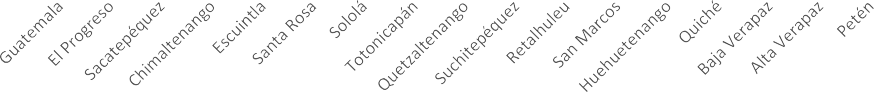 Guatemala
El Progreso
Sacatepéquez
Chimaltenango
Escuintla
Santa Rosa
Sololá
Totonicapán
Quetzaltenango
Suchitepéquez
Retalhuleu
San Marcos
Huehuetenango
Quiché
Baja Verapaz
Alta Verapaz
Petén